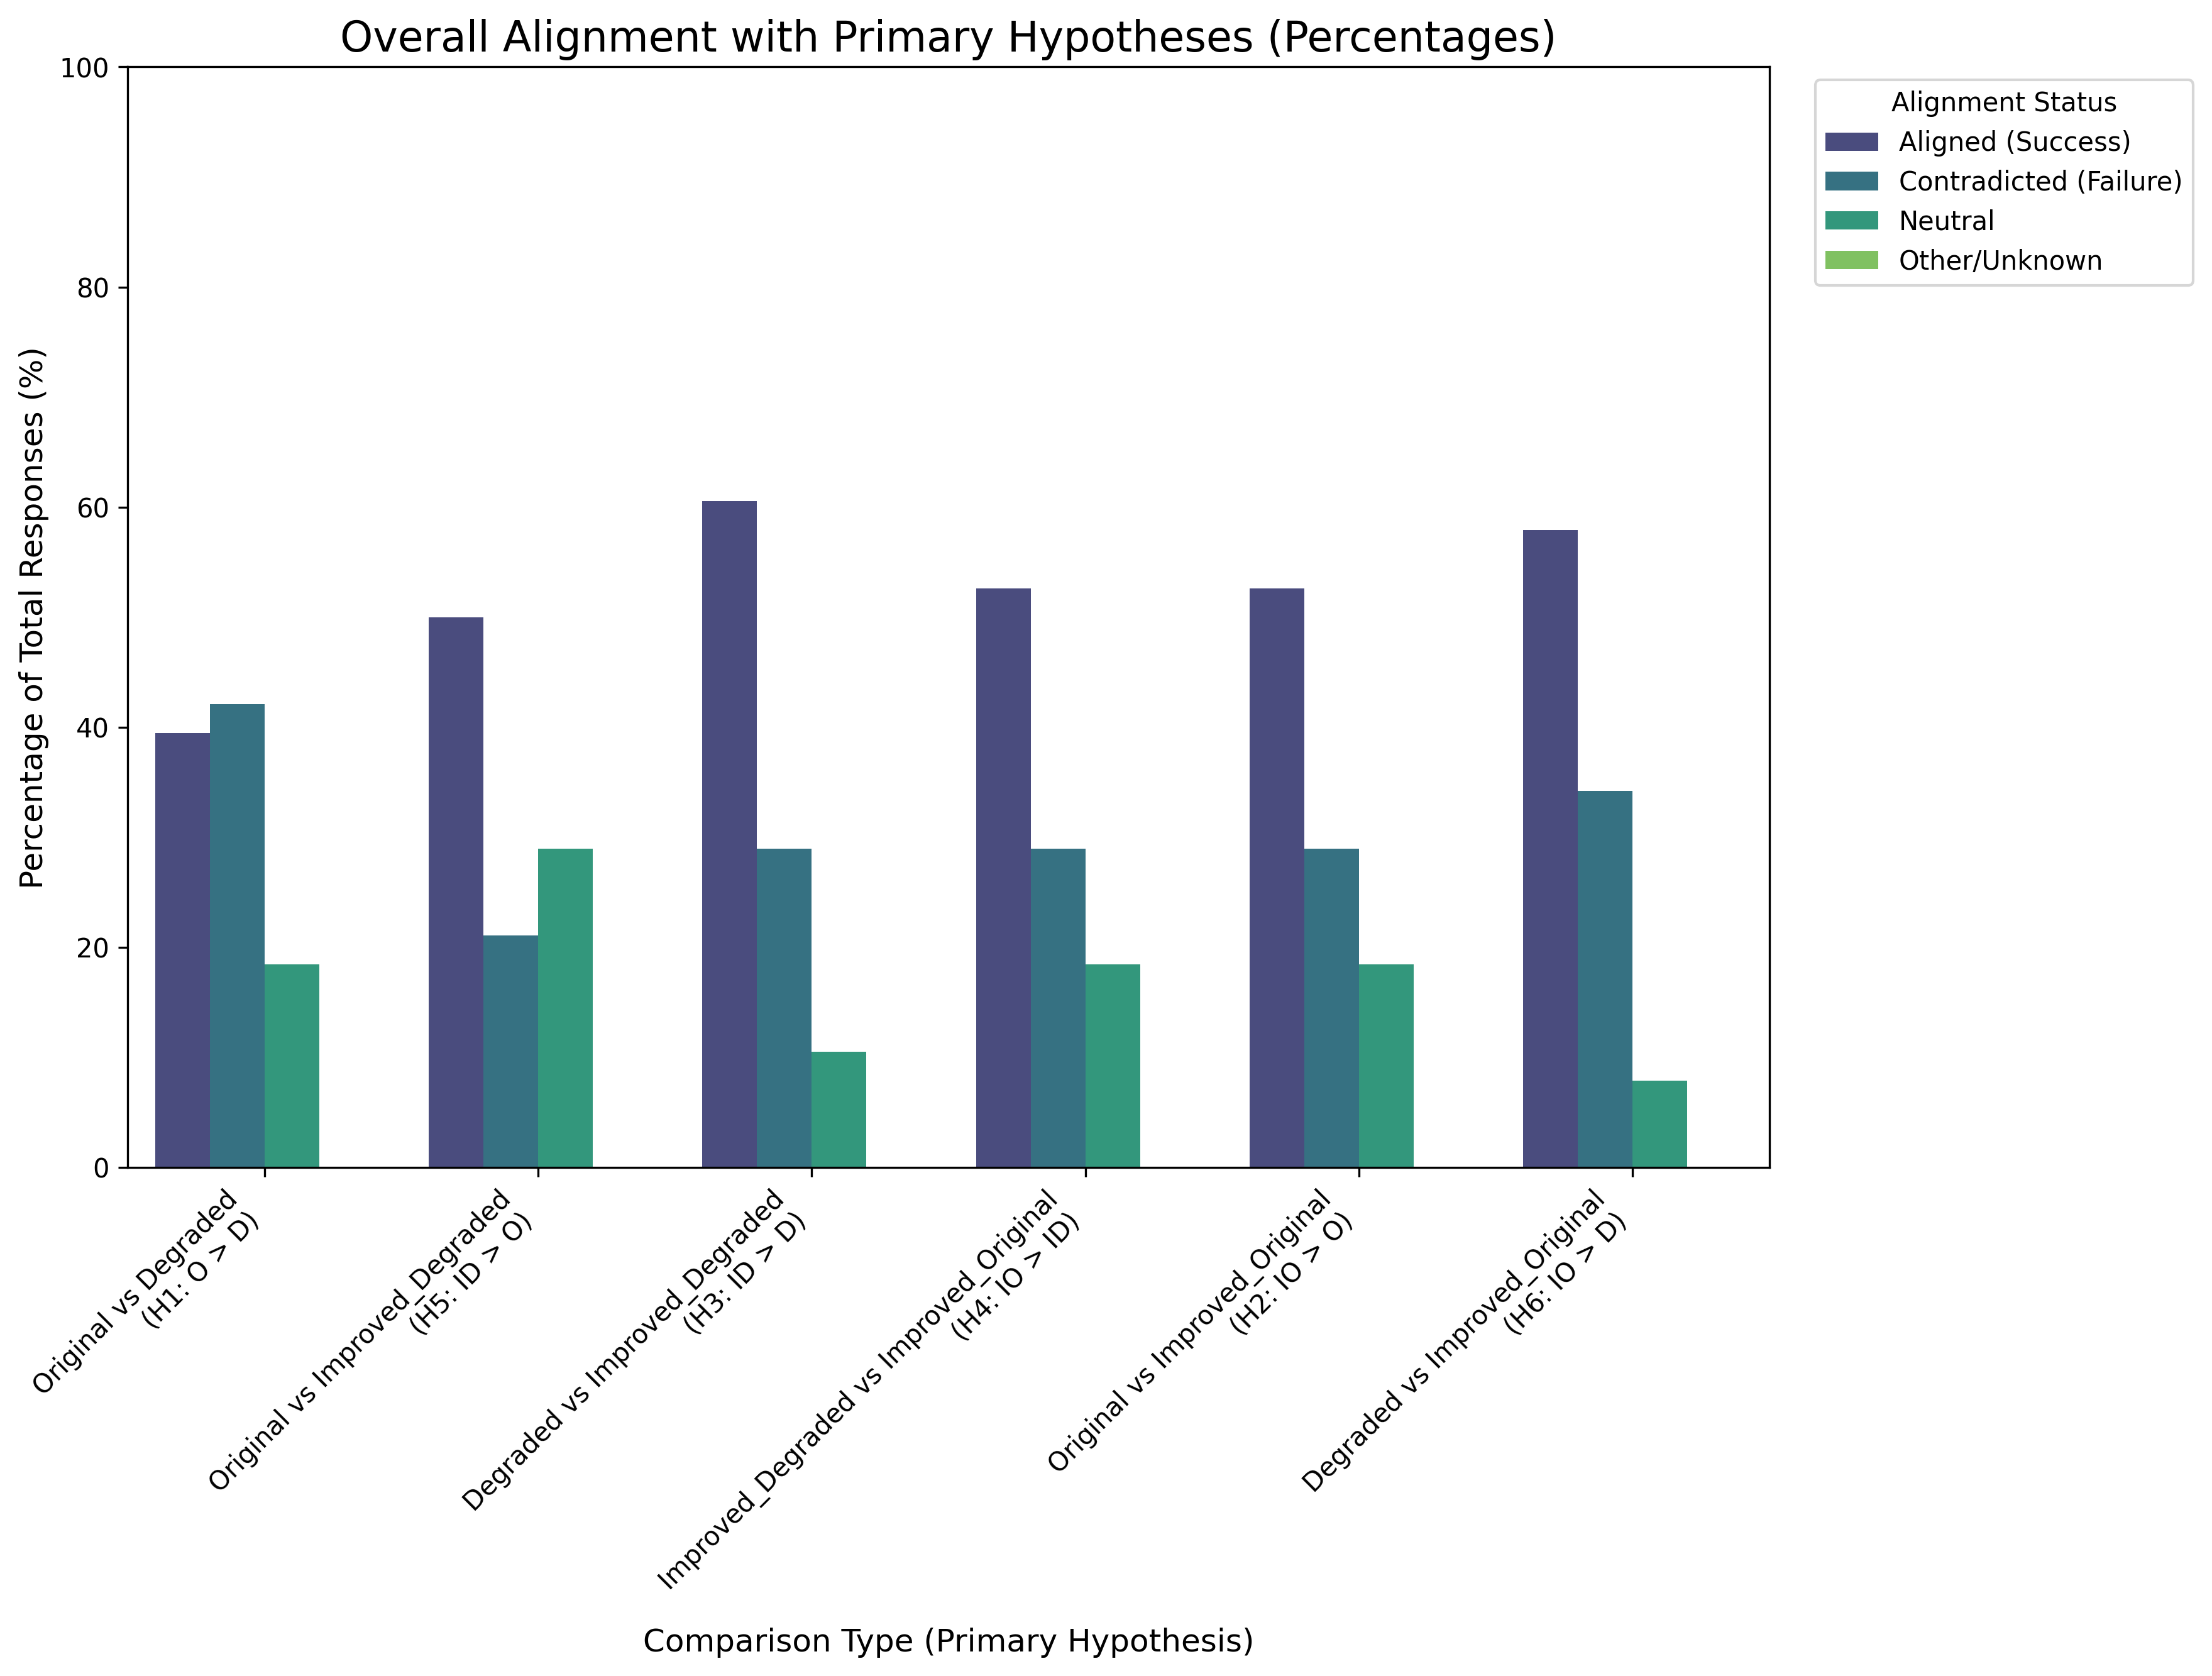 Overall Alignment with Primary Hypotheses (Percentages)
Percentage of Total Responses (%)
100
80
60
40
20
0
Alignment Status
Aligned (Success)
Contradicted (Failure)
Neutral
Other/Unknown
Original vs Degraded
(H1: O > D)
Original vs Improved_Degraded
(H5: ID > O)
Degraded vs Improved_Degraded
(H3: ID > D)
Improved_Degraded vs Improved_Original
(H4: IO > ID)
Original vs Improved_Original
(H2: IO > O)
Degraded vs Improved_Original
(H6: IO > D)
Comparison Type (Primary Hypothesis)